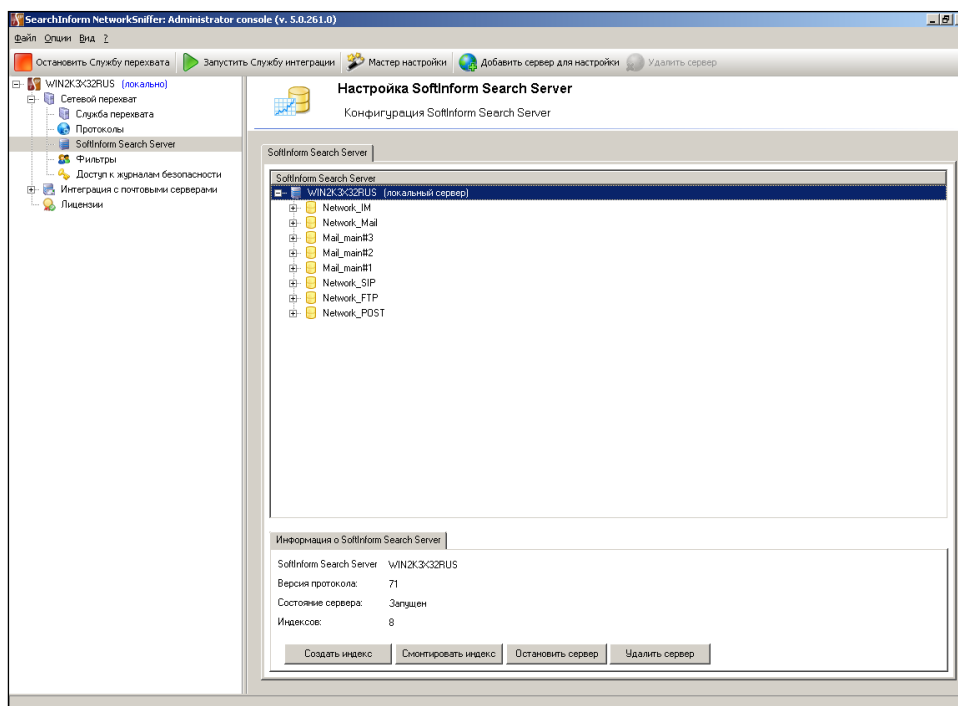 SearchInform NetworkSniffer: Administrator console (v. 5.0.261.0)
Файл Опции Вид ?
Остановить Службу перехвата Запустить Службу интеграции Мастер настройки Добавить сервер для настройки Удалить сервер
WIN2K3X32RUS (локально)
Сетевой перехват
Служба перехвата
Протоколы
SoftInform Search Server
Фильтры
Доступ к журналам безопасности
Интеграция с почтовыми серверами
Лицензии
Настройка SoftInform Search Server
Конфигурация SoftInform Search Server
SoftInform Search Server
SoftInform Search Server
WIN2K3X32RUS (локальный сервер)
Network_IM
Network_Mail
Mail_main#3
Mail_main#2
Mail_main#1
Network_SIP
Network_FTP
Network_POST
Информация о SoftInform Search Server
SoftInform Search Server WIN2K3X32RUS
Версия протокола: 71
Состояние сервера: Запущен
Индексов: 8
Создать индекс Смонтировать индекс Остановить сервер Удалить сервер